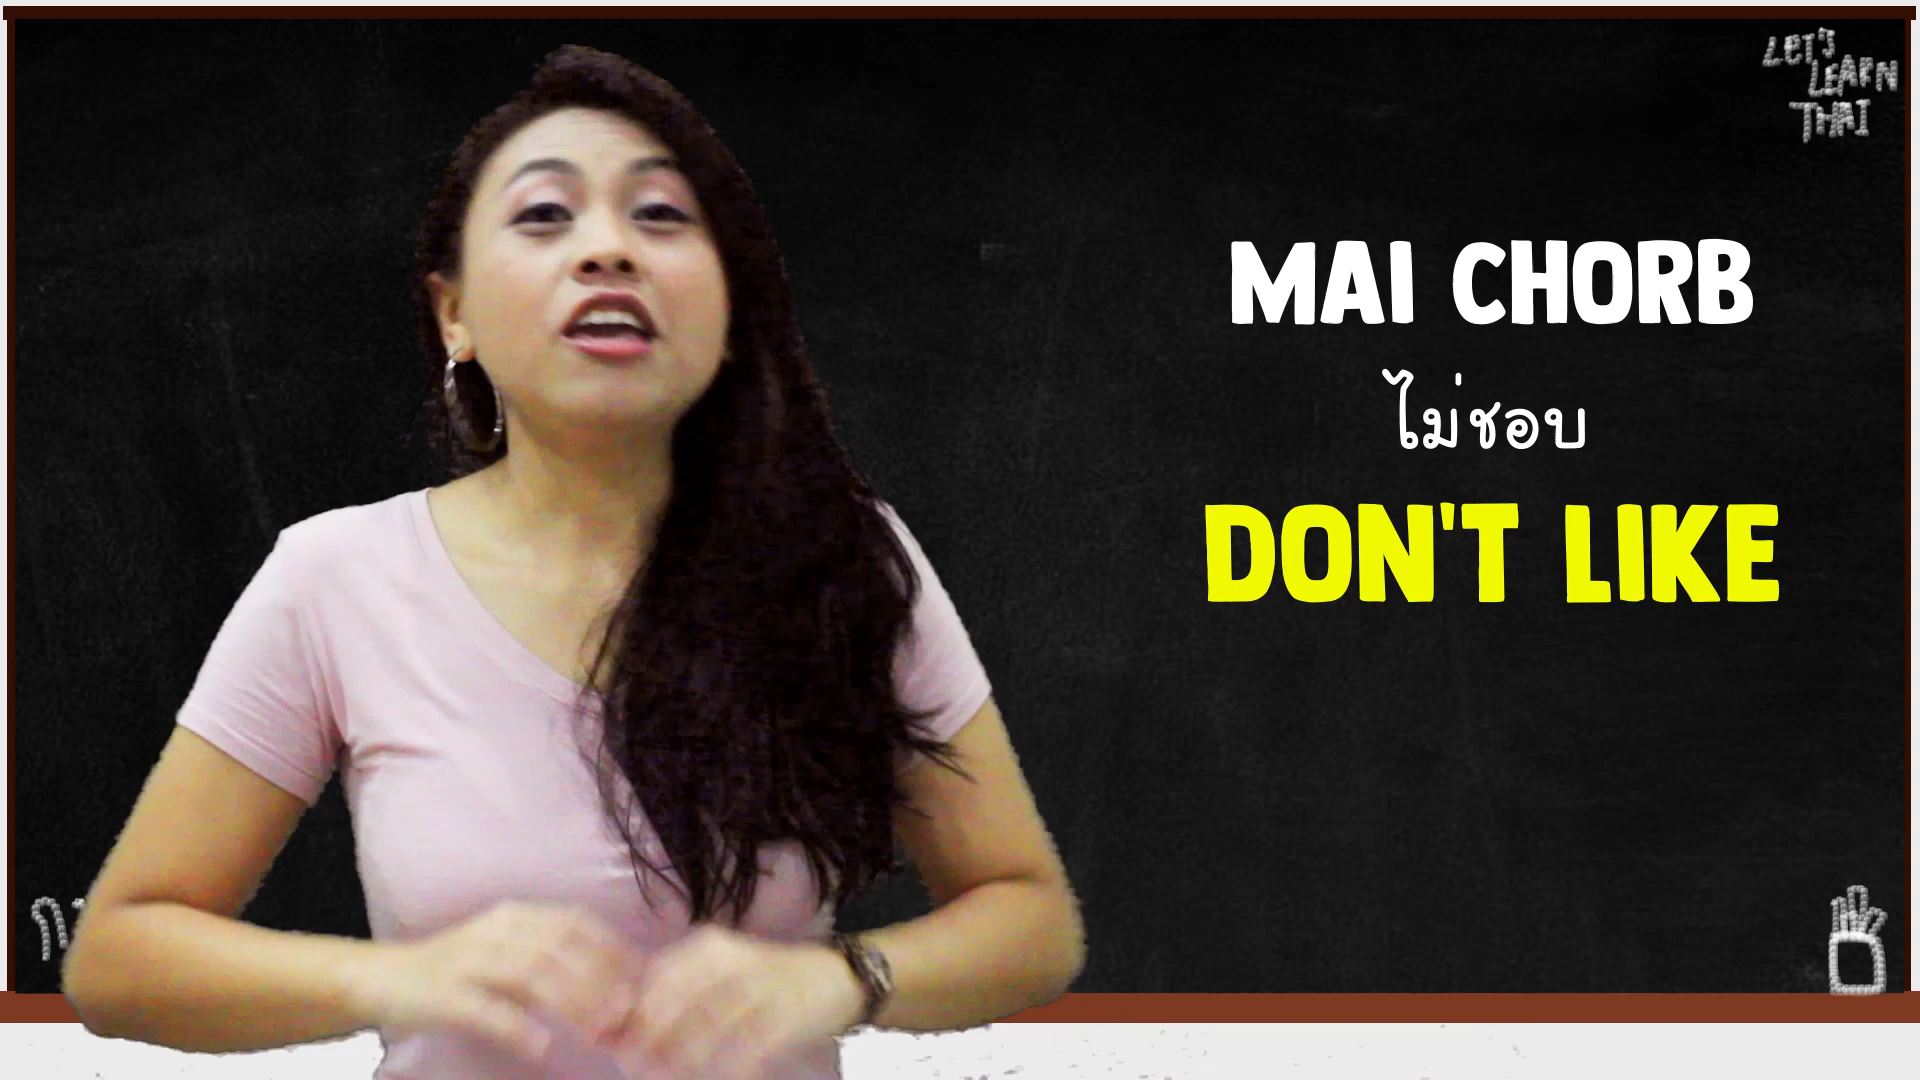 LET'S
LEARN
THAI
MAI CHORB
ไม่ชอบ
DON'T LIKE